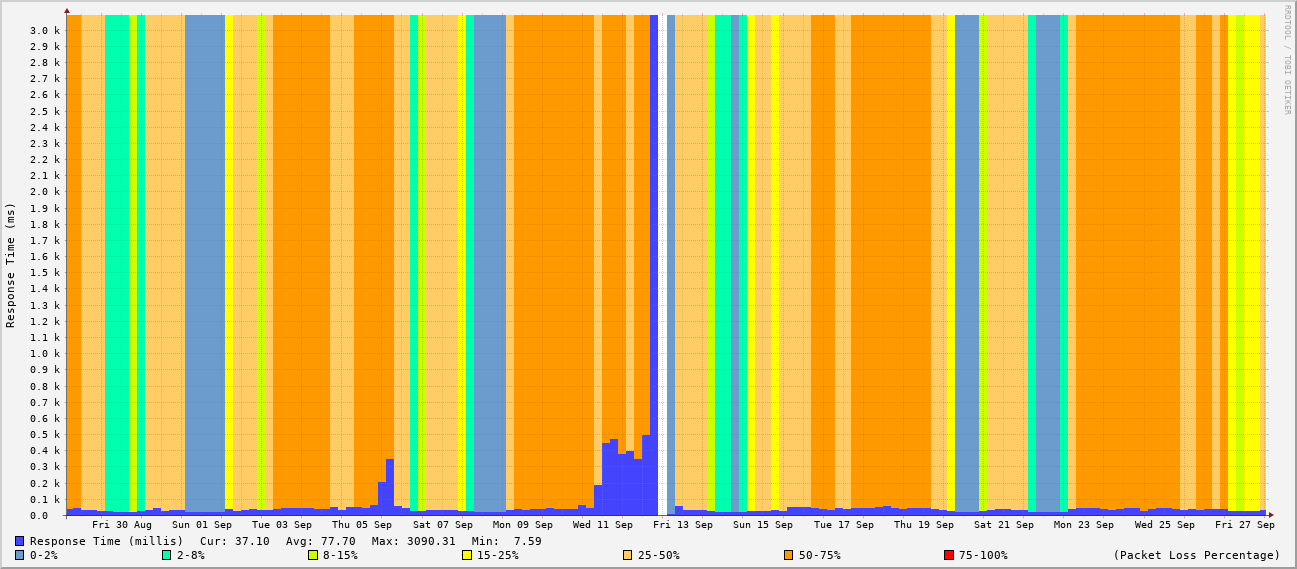 3.0 k
2.9 k
2.8 k
2.7 k
2.6 k
2.5 k
2.4 k
2.3 k
2.2 k
2.1 k
2.0 k
1.9 k
1.8 k
1.7 k
1.6 k
1.5 k
1.4 k
1.3 k
1.2 k
1.1 k
1.0 k
0.9 k
0.8 k
0.7 k
0.6 k
0.5 k
0.4 k
0.3 k
0.2 k
0.1 k
0.0
Response Time (ms)
RRDTOOL / TOBI OETIKER
Fri 30 Aug Sun 01 Sep Tue 03 Sep Thu 05 Sep Sat 07 Sep Mon 09 Sep Wed 11 Sep Fri 13 Sep Sun 15 Sep Tue 17 Sep Thu 19 Sep Sat 21 Sep Mon 23 Sep Wed 25 Sep Fri 27 Sep
Response Time (millis) Cur: 37.10 Avg: 77.70 Max: 3090.31 Min: 7.59
0-2% 2-8% 8-15% 15-25% 25-50% 50-75% 75-100% (Packet Loss Percentage)